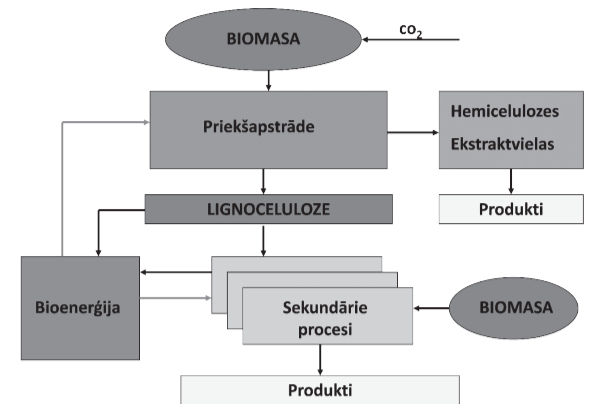 BIOMASA
CO2
Priekšapstrāde
Hemicelulozes
Ekstraktvielas
LIGNOCELULOZE
Produkti
Bioenerģija
Sekundārie
procesi
BIOMASA
Produkti